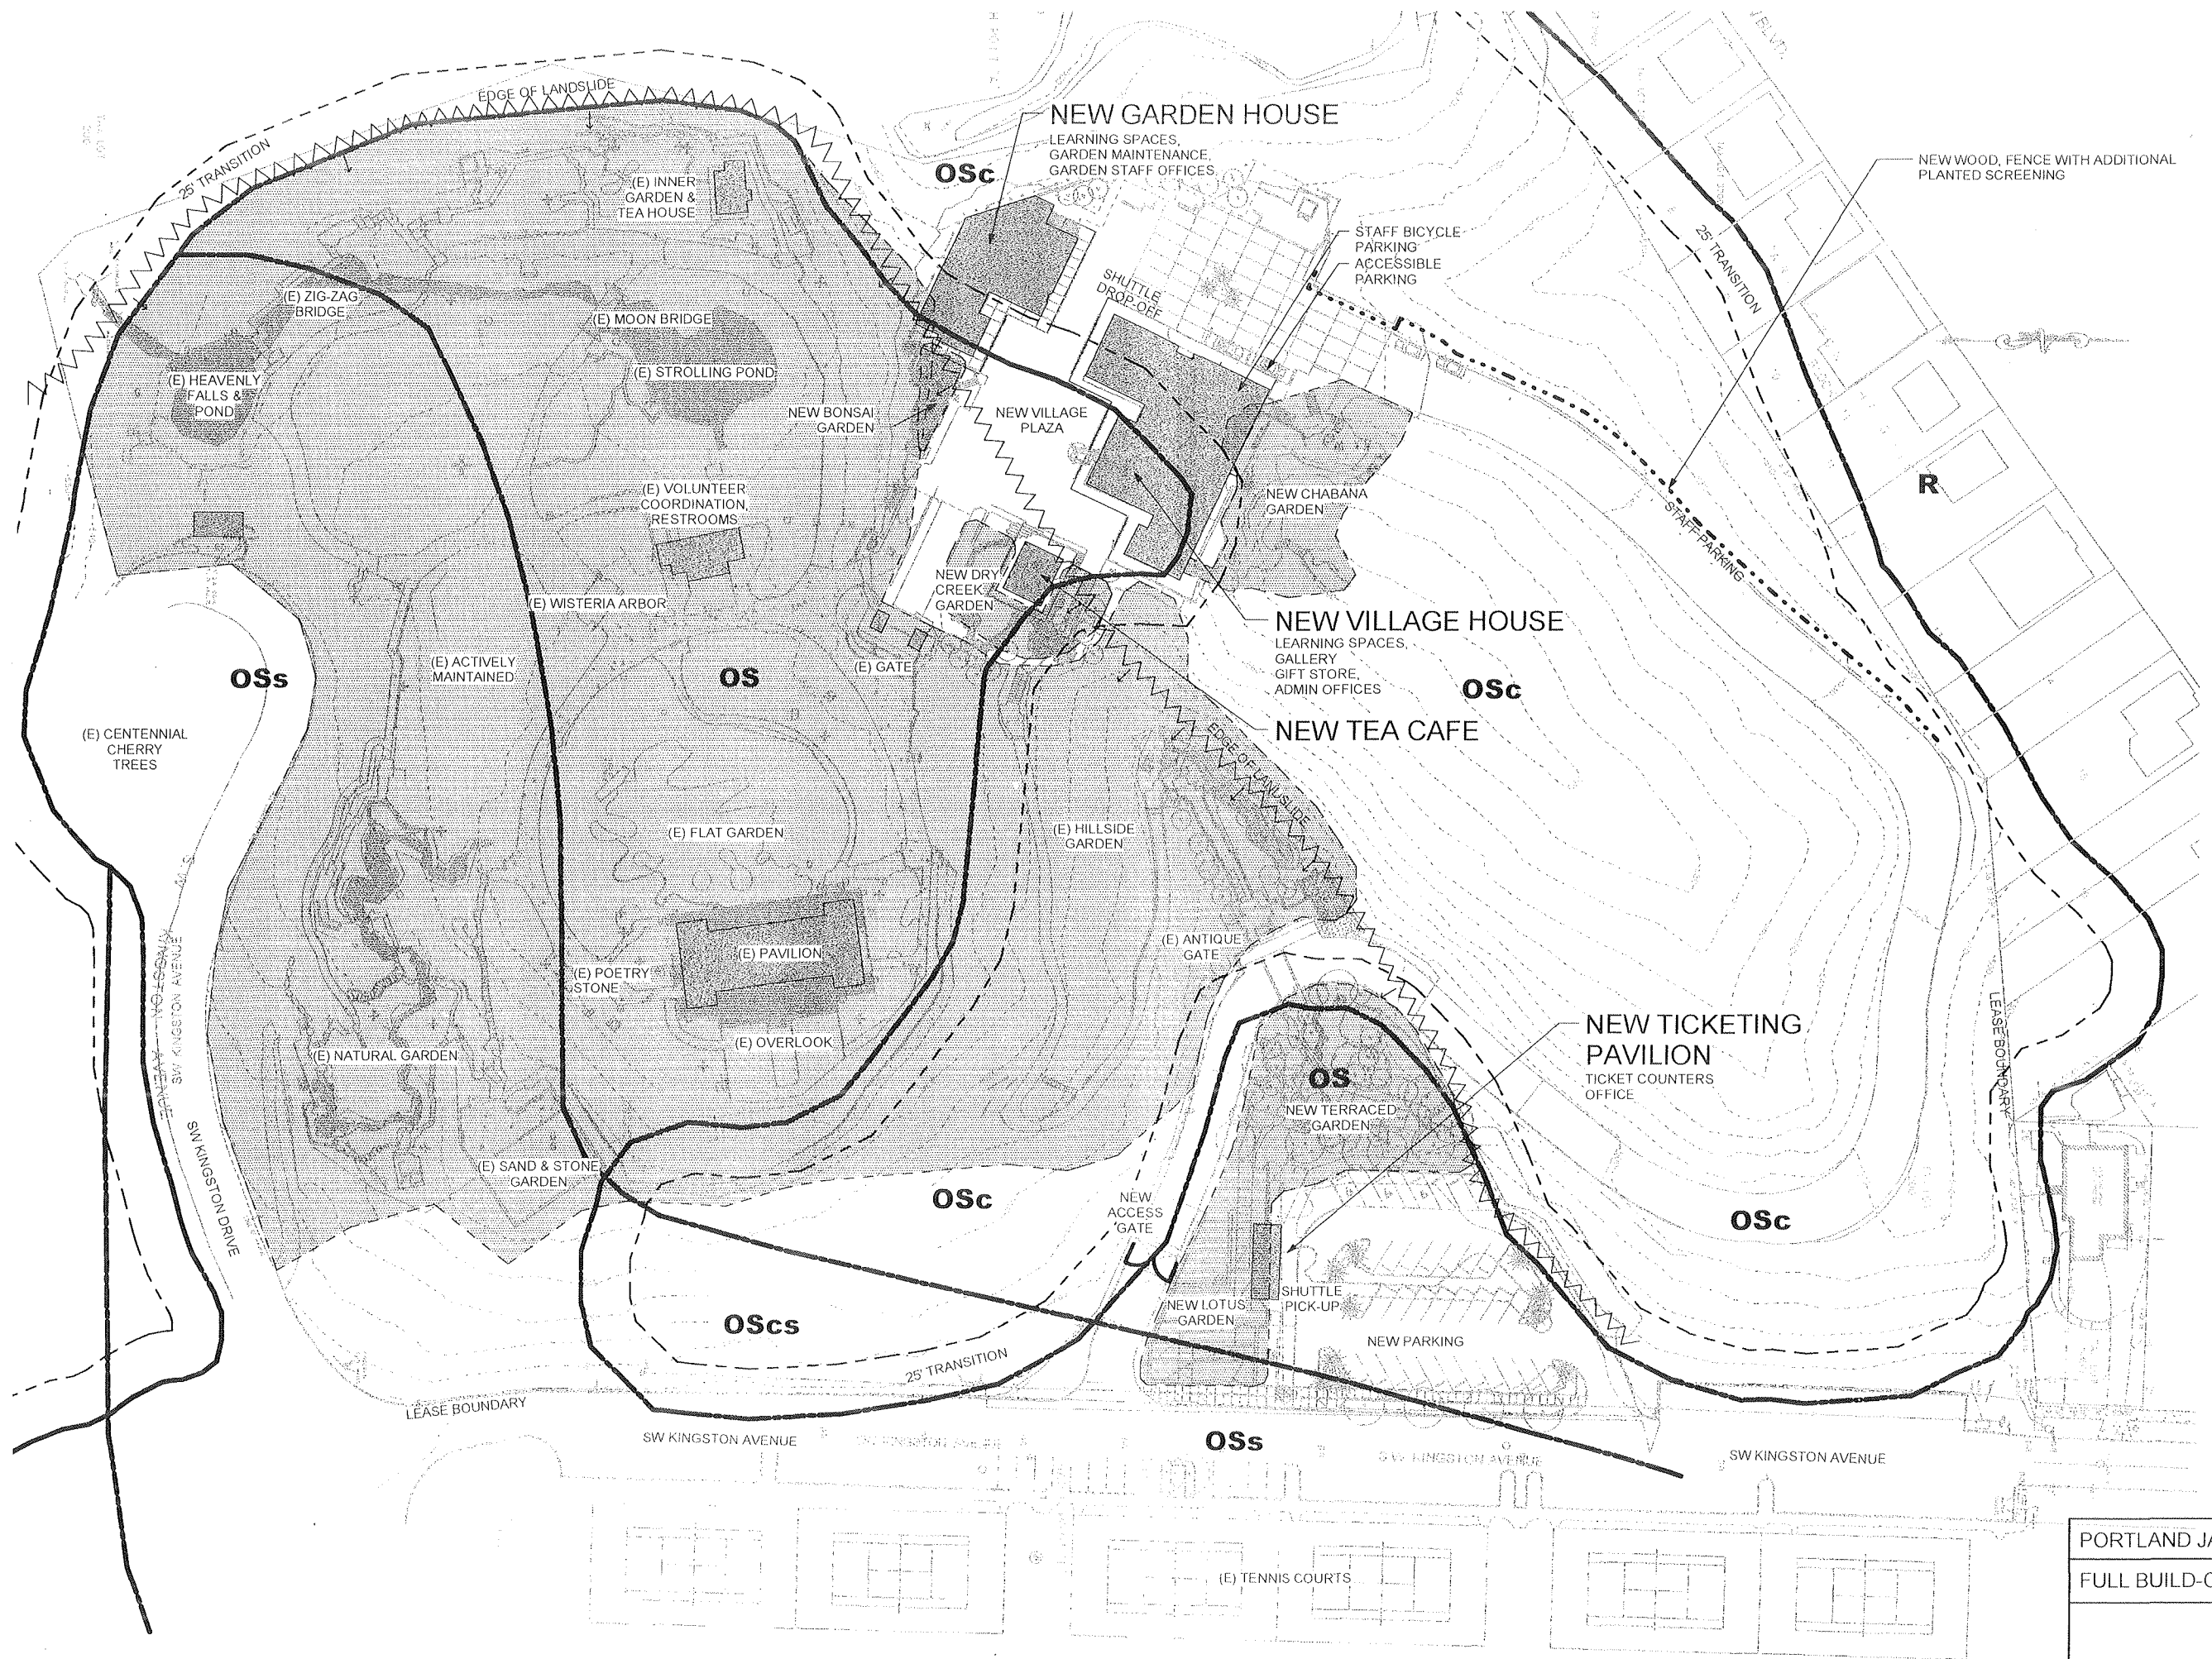 EDGE OF LANDSLIDE
25' TRANSITION
NEW GARDEN HOUSE
LEARNING SPACES,
GARDEN MAINTENANCE,
GARDEN STAFF OFFICES
OSc
NEW WOOD, FENCE WITH ADDITIONAL
PLANTED SCREENING
(E) INNER
GARDEN &
TEA HOUSE
STAFF BICYCLE
PARKING
ACCESSIBLE
PARKING
25' TRANSITION
SHUTTLE
DROP-OFF
(E) ZIG-ZAG
BRIDGE
(E) MOON BRIDGE
(E) STROLLING POND
(E) HEAVENLY
FALLS &
POND
NEW BONSAI
GARDEN
NEW VILLAGE
PLAZA
R
(E) VOLUNTEER
COORDINATION,
RESTROOMS
NEW CHABANA
GARDEN
STAFF PARKING
NEW DRY
CREEK
GARDEN
(E) WISTERIA ARBOR
NEW VILLAGE HOUSE
LEARNING SPACES,
GALLERY
GIFT STORE,
ADMIN OFFICES
(E) ACTIVELY
MAINTAINED
(E) GATE
OSs
OS
OSc
NEW TEA CAFE
(E) CENTENNIAL
CHERRY
TREES
EDGE OF LANDSLIDE
(E) FLAT GARDEN
(E) HILLSIDE
GARDEN
(E) ANTIQUE
GATE
(E) PAVILION
(E) POETRY
STONE
SW KINGSTON AVENUE
LEASE BOUNDARY
NEW TICKETING
PAVILION
TICKET COUNTERS
OFFICE
(E) OVERLOOK
(E) NATURAL GARDEN
OS
NEW TERRACED
GARDEN
SW KINGSTON DRIVE
(E) SAND & STONE
GARDEN
OSc
NEW
ACCESS
GATE
OSc
OScs
NEW LOTUS
GARDEN
SHUTTLE
PICK-UP
NEW PARKING
25' TRANSITION
LEASE BOUNDARY
SW KINGSTON AVENUE
OSs
SW KINGSTON AVENUE
SW KINGSTON AVENUE
(E) TENNIS COURTS
PORTLAND JA
FULL BUILD-O